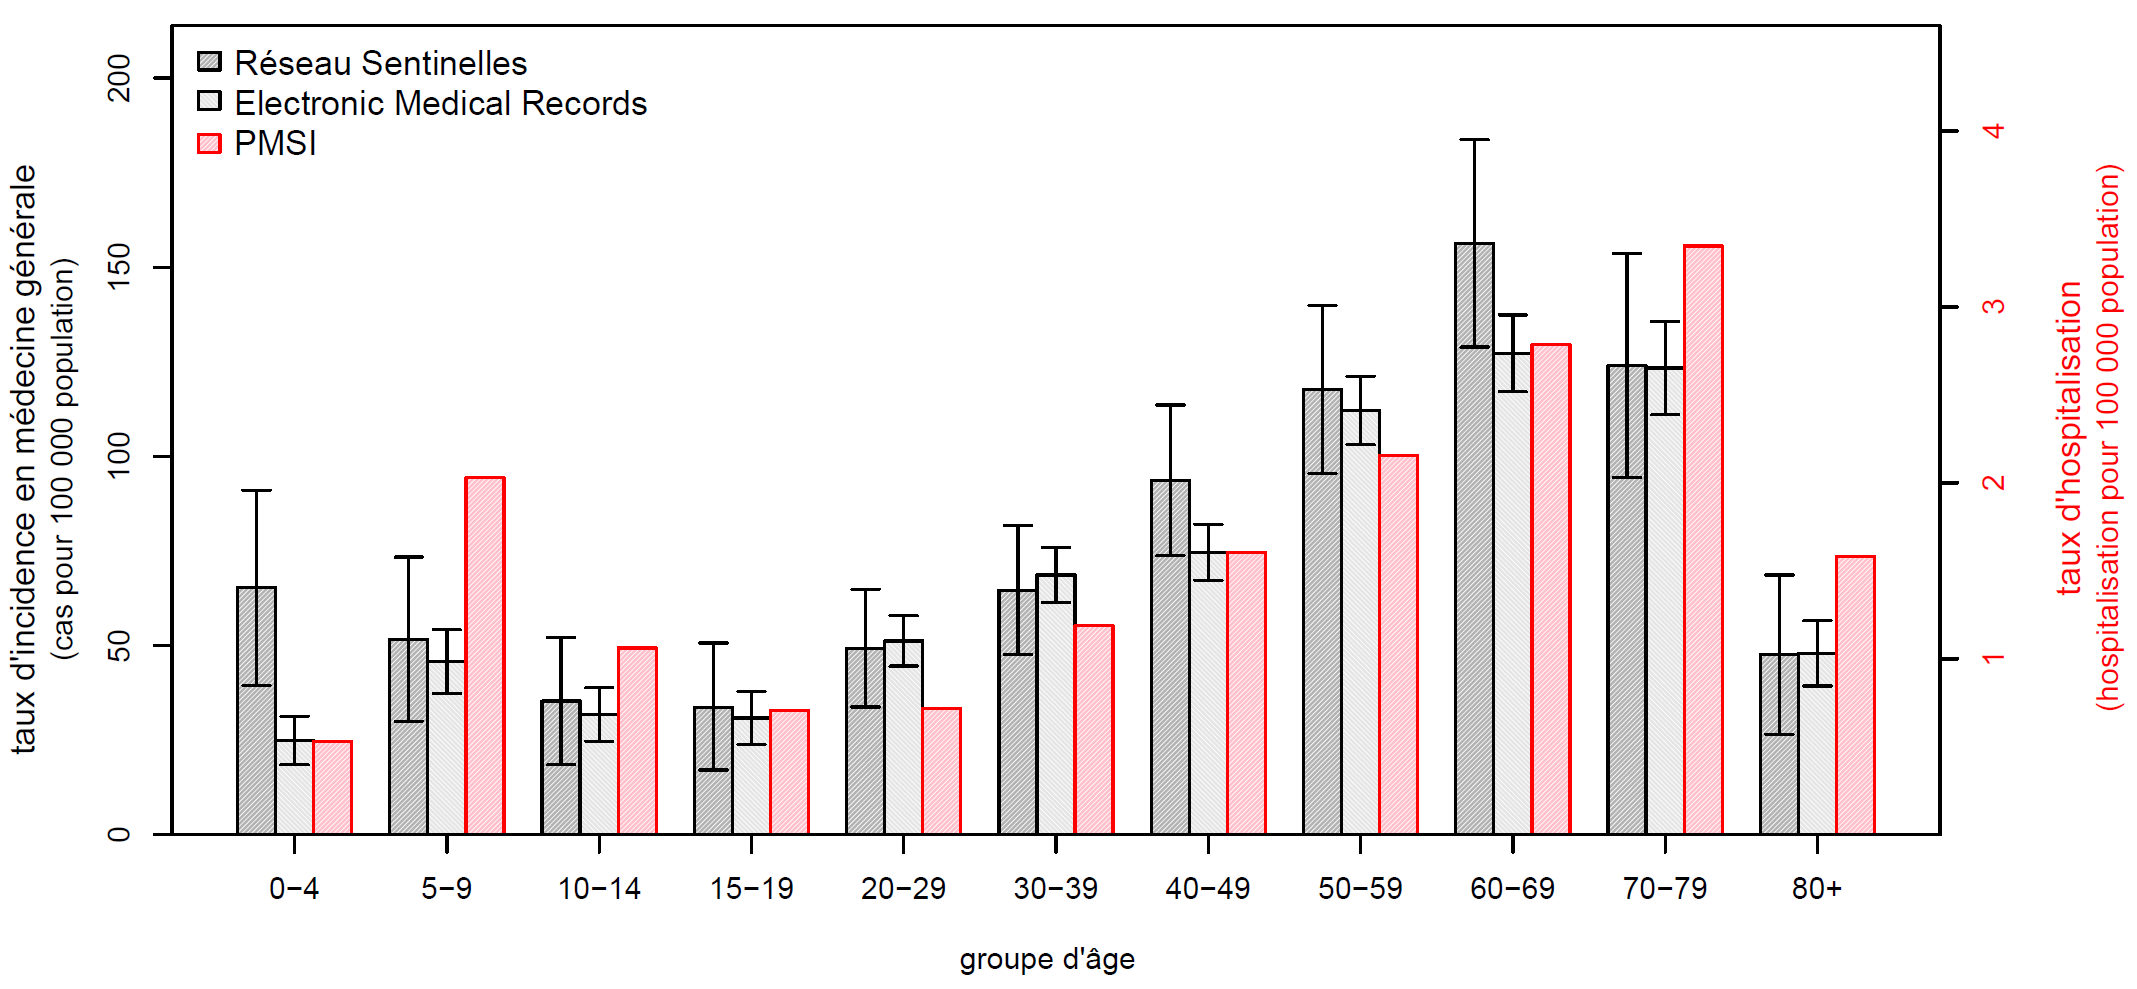 Réseau Sentinelles
Electronic Medical Records
PMSI
taux d'incidence en médecine générale
(cas pour 100 000 population)
200
150
100
50
0
4
3
2
1
taux d'hospitalisation
(hospitalisation pour 100 000 population)
0−4 5−9 10−14 15−19 20−29 30−39 40−49 50−59 60−69 70−79 80+
groupe d'âge